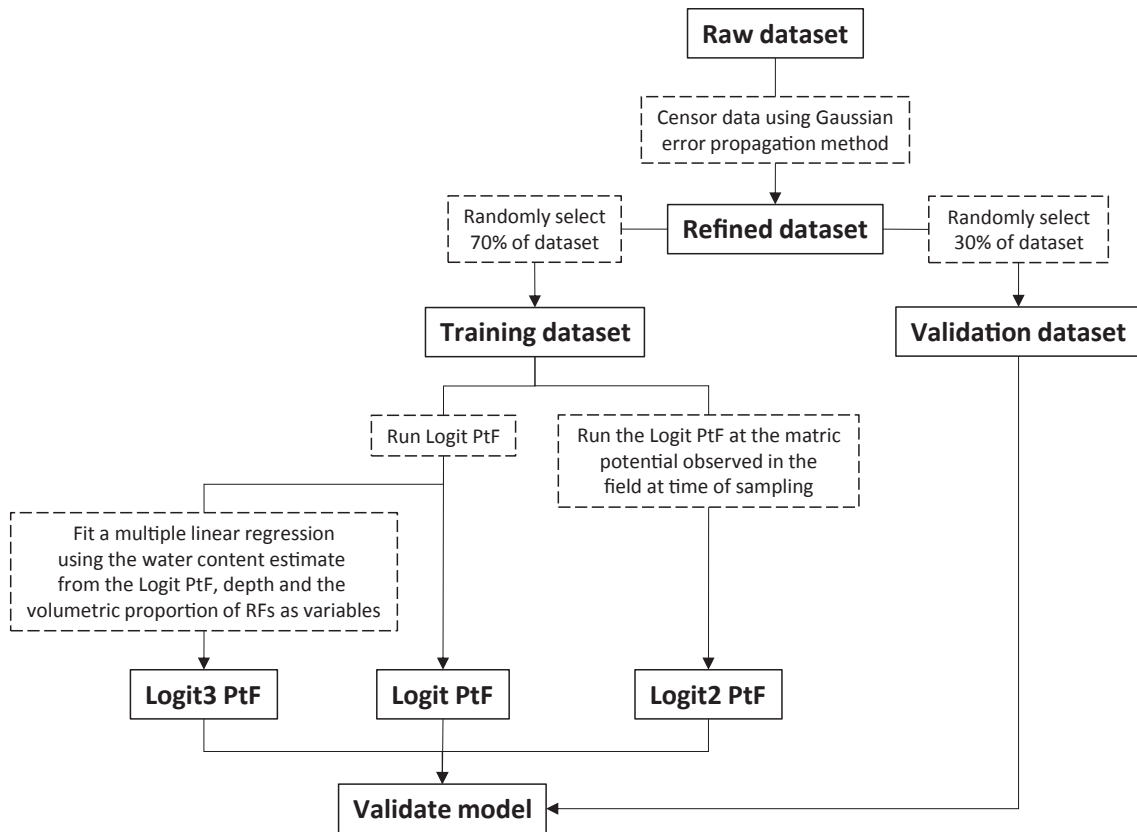 Raw dataset
Censor data using Gaussian
error propagation method
Randomly select
70% of dataset
Refined dataset
Randomly select
30% of dataset
Training dataset
Validation dataset
Run Logit PtF
Run the Logit PtF at the matric
potential observed in the
field at time of sampling
Fit a multiple linear regression
using the water content estimate
from the Logit PtF, depth and the
volumetric proportion of RFs as variables
Logit3 PtF
Logit PtF
Logit2 PtF
Validate model